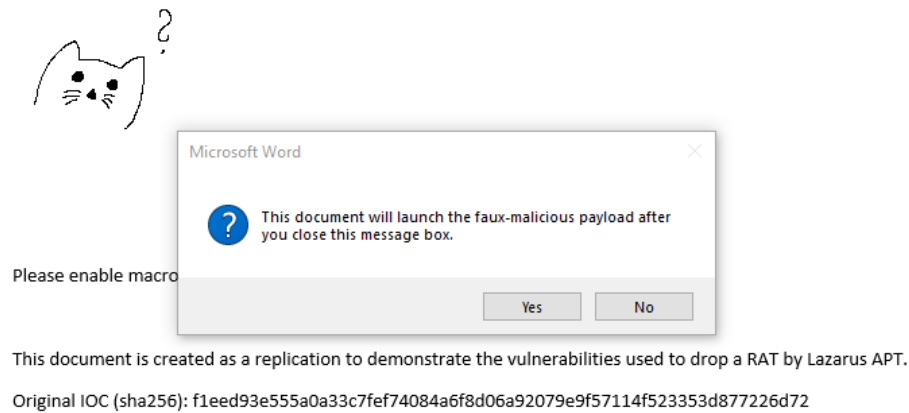 ?
Microsoft Word
?
This document will launch the faux-malicious payload after
you close this message box.
Please enable macro
Yes
No
This document is created as a replication to demonstrate the vulnerabilities used to drop a RAT by Lazarus APT.
Original IOC (sha256): f1eed93e555a0a33c7fef74084a6f8d06a92079e9f57114f523353d877226d72